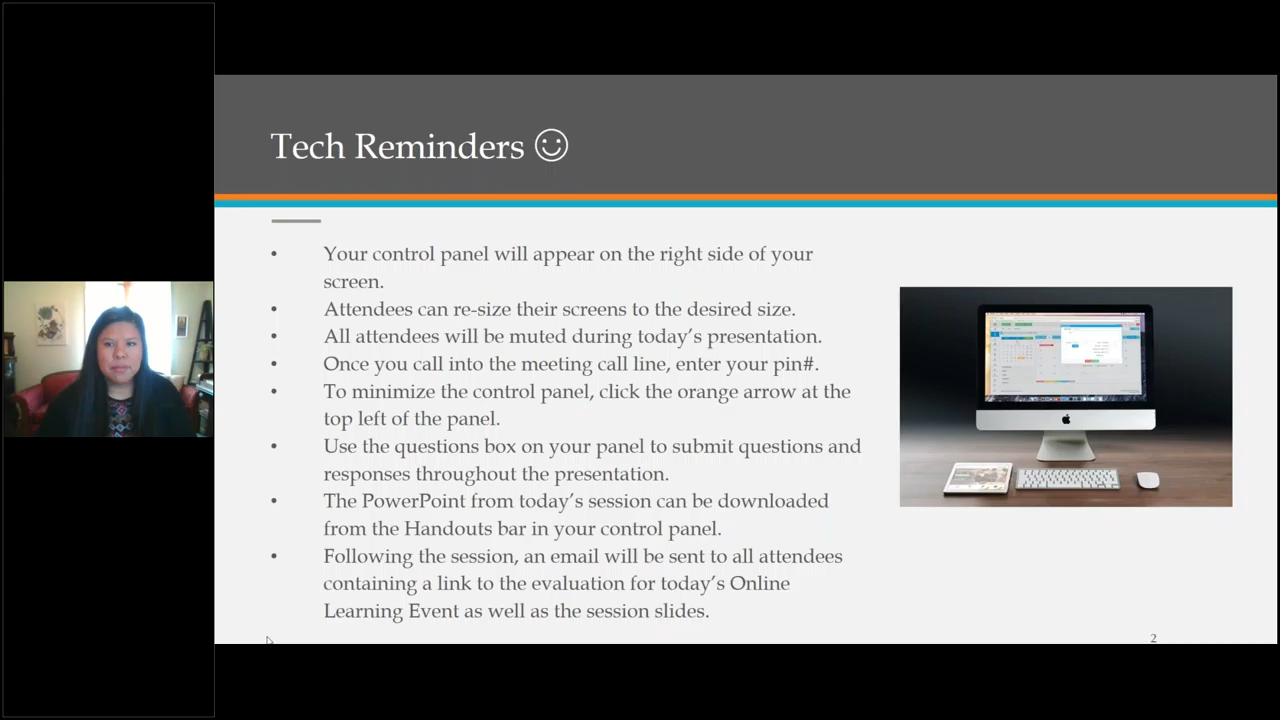 Tech Reminders ☺
• Your control panel will appear on the right side of your
screen.
• Attendees can re-size their screens to the desired size.
• All attendees will be muted during today's presentation.
• Once you call into the meeting call line, enter your pin#.
• To minimize the control panel, click the orange arrow at the
top left of the panel.
• Use the questions box on your panel to submit questions and
responses throughout the presentation.
• The PowerPoint from today's session can be downloaded
from the Handouts bar in your control panel.
• Following the session, an email will be sent to all attendees
containing a link to the evaluation for today's Online
Learning Event as well as the session slides.
2